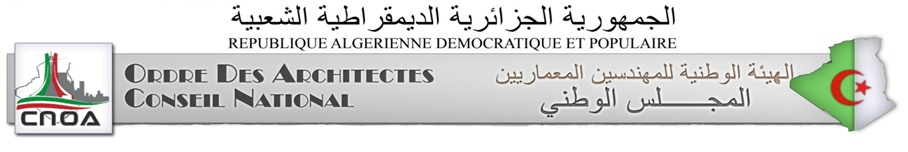 الجمهورية الجزائرية الديمقراطية الشعبية
REPUBLIQUE ALGERIENNE DEMOCRATIQUE ET POPULAIRE
ORDRE DES ARCHITECTES
CONSEIL NATIONAL
الهيئة الوطنية للمهندسين المعماريين
المجلس الوطني
CNOA